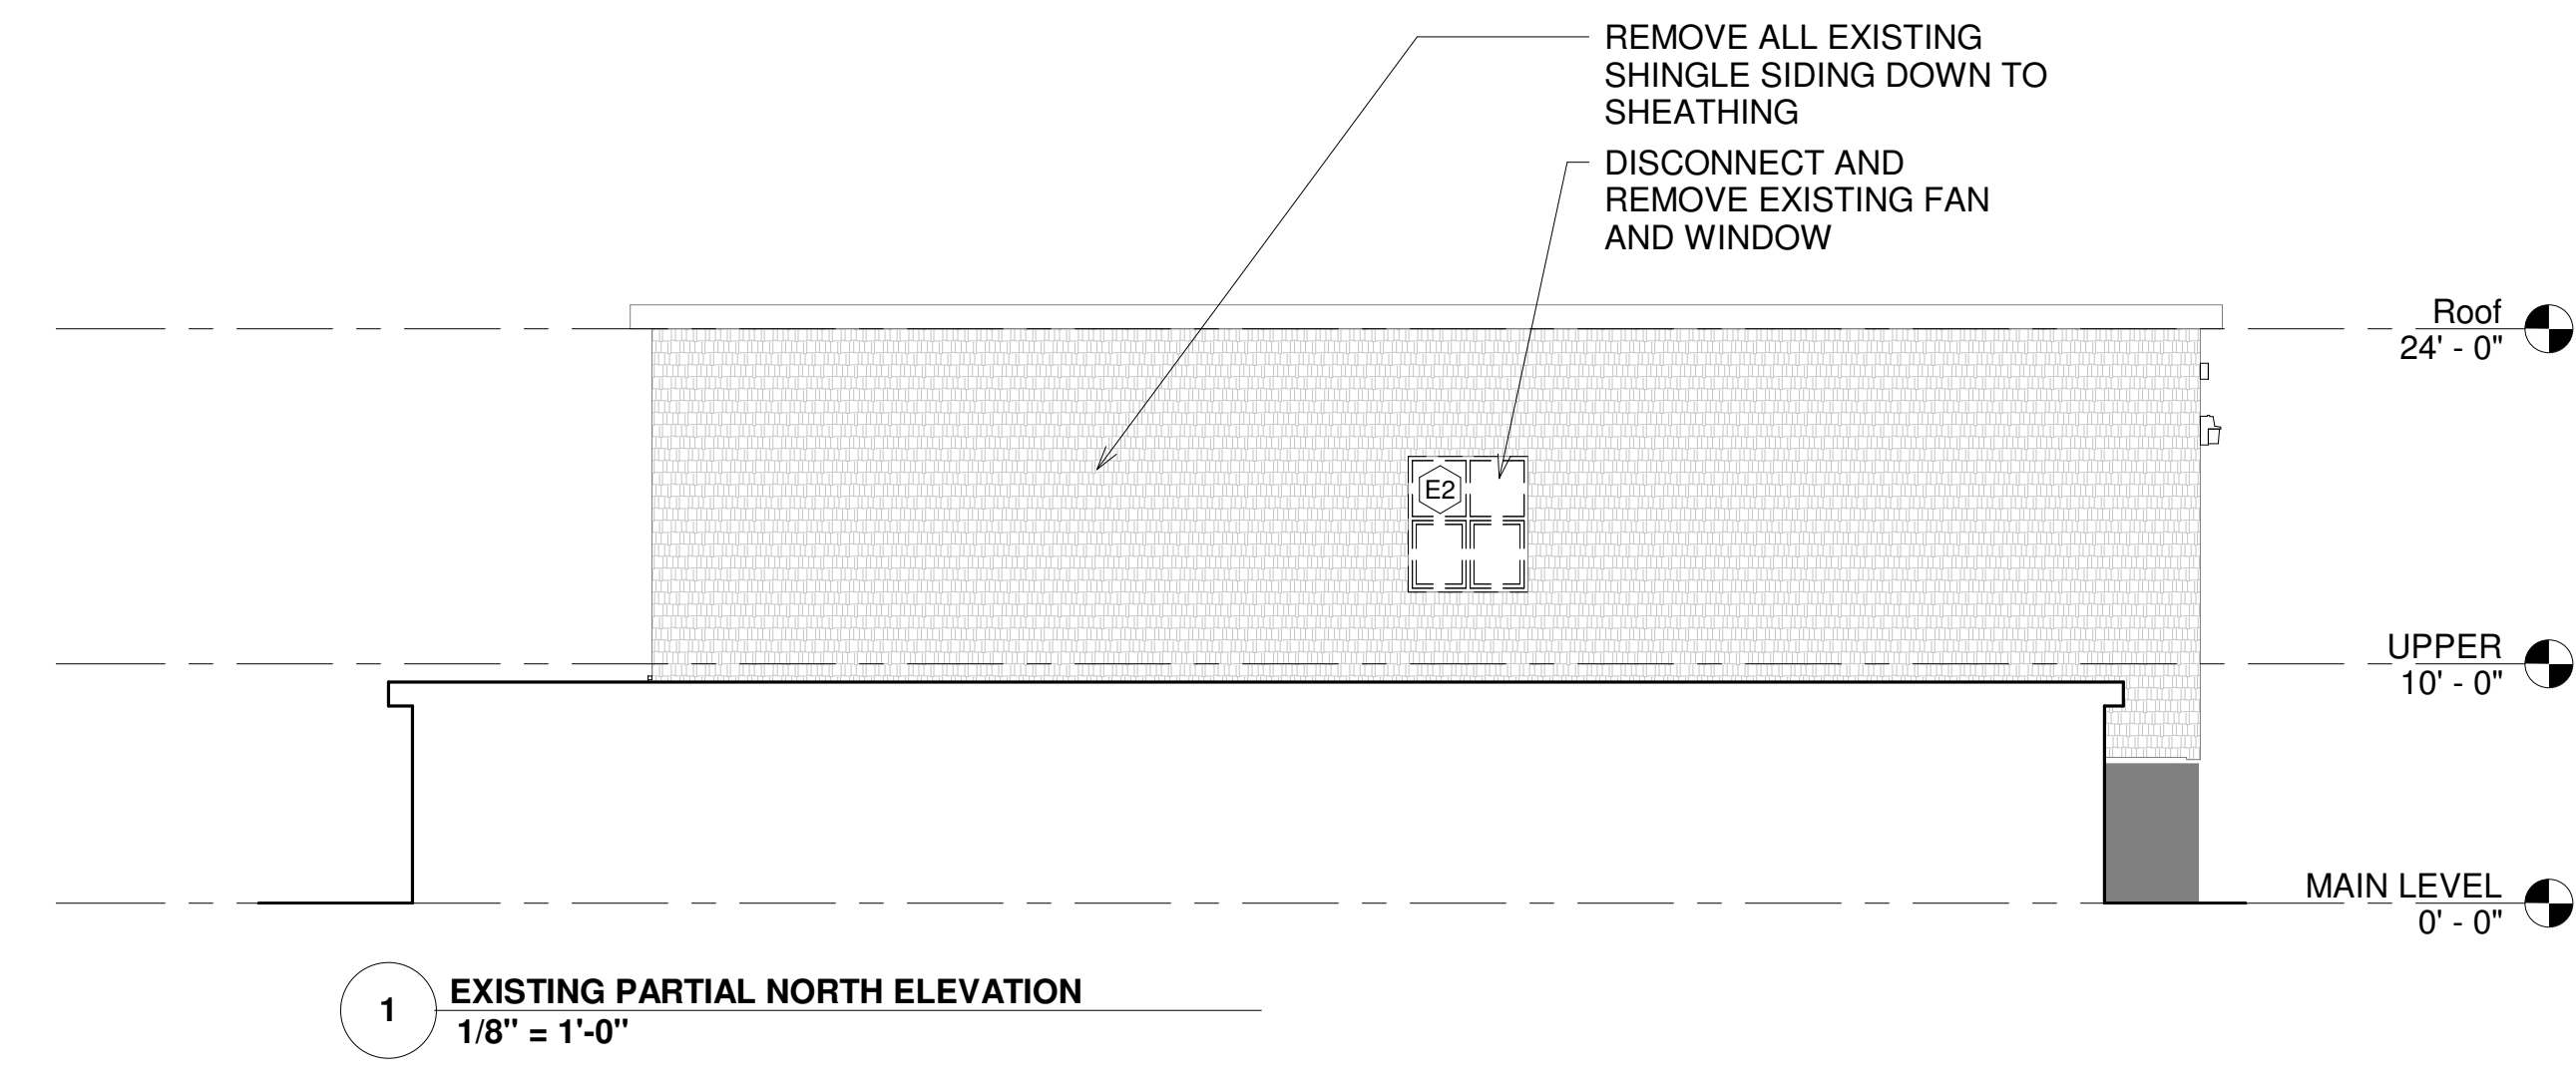 REMOVE ALL EXISTING
SHINGLE SIDING DOWN TO
SHEATHING
DISCONNECT AND
REMOVE EXISTING FAN
AND WINDOW
Roof
24' - 0"
E2
UPPER
10' - 0"
MAIN LEVEL
0' - 0"
1
EXISTING PARTIAL NORTH ELEVATION
1/8" = 1'-0"